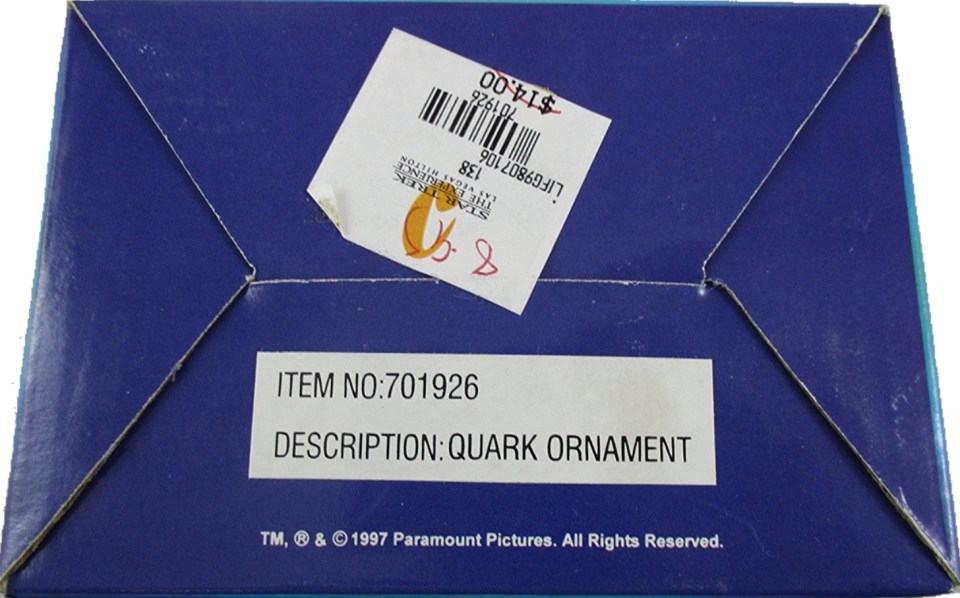 $14.00
701926
LIFG9807106
138
STAR TREK
THE EXPERIENCE
LAS VEGAS HILTON
ITEM NO:701926
DESCRIPTION:QUARK ORNAMENT
TM, ® & © 1997 Paramount Pictures. All Rights Reserved.